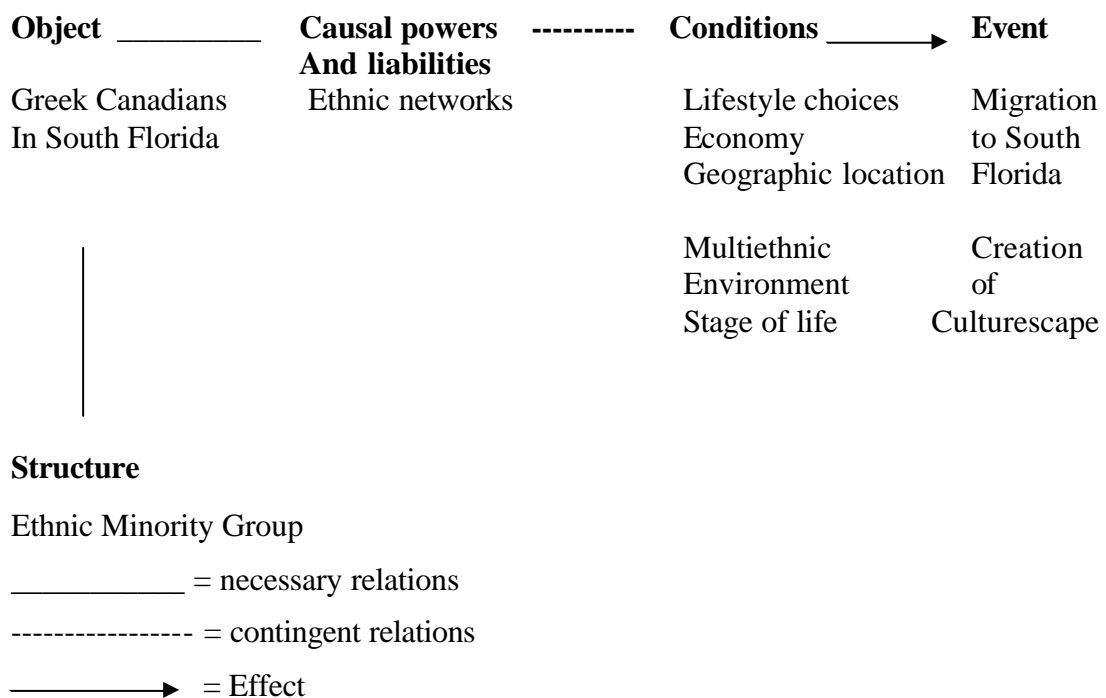 Object _________ Causal powers ---------- Conditions Event
And liabilities
Greek Canadians Ethnic networks Lifestyle choices Migration
In South Florida Economy to South
Geographic location Florida
Multiethnic Creation
Environment of
Stage of life Culturescape
Structure
Ethnic Minority Group
___________ = necessary relations
----------------- = contingent relations
= Effect